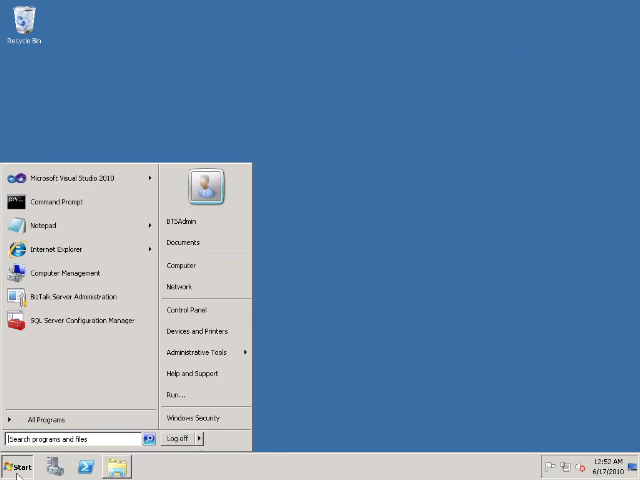 Recycle Bin
Microsoft Visual Studio 2010
Command Prompt
Notepad
Internet Explorer
Computer Management
BizTalk Server Administration
SQL Server Configuration Manager
All Programs
Search programs and files
BTSAdmin
Documents
Computer
Network
Control Panel
Devices and Printers
Administrative Tools
Help and Support
Run...
Windows Security
Log off
Start
12:52 AM
6/17/2010